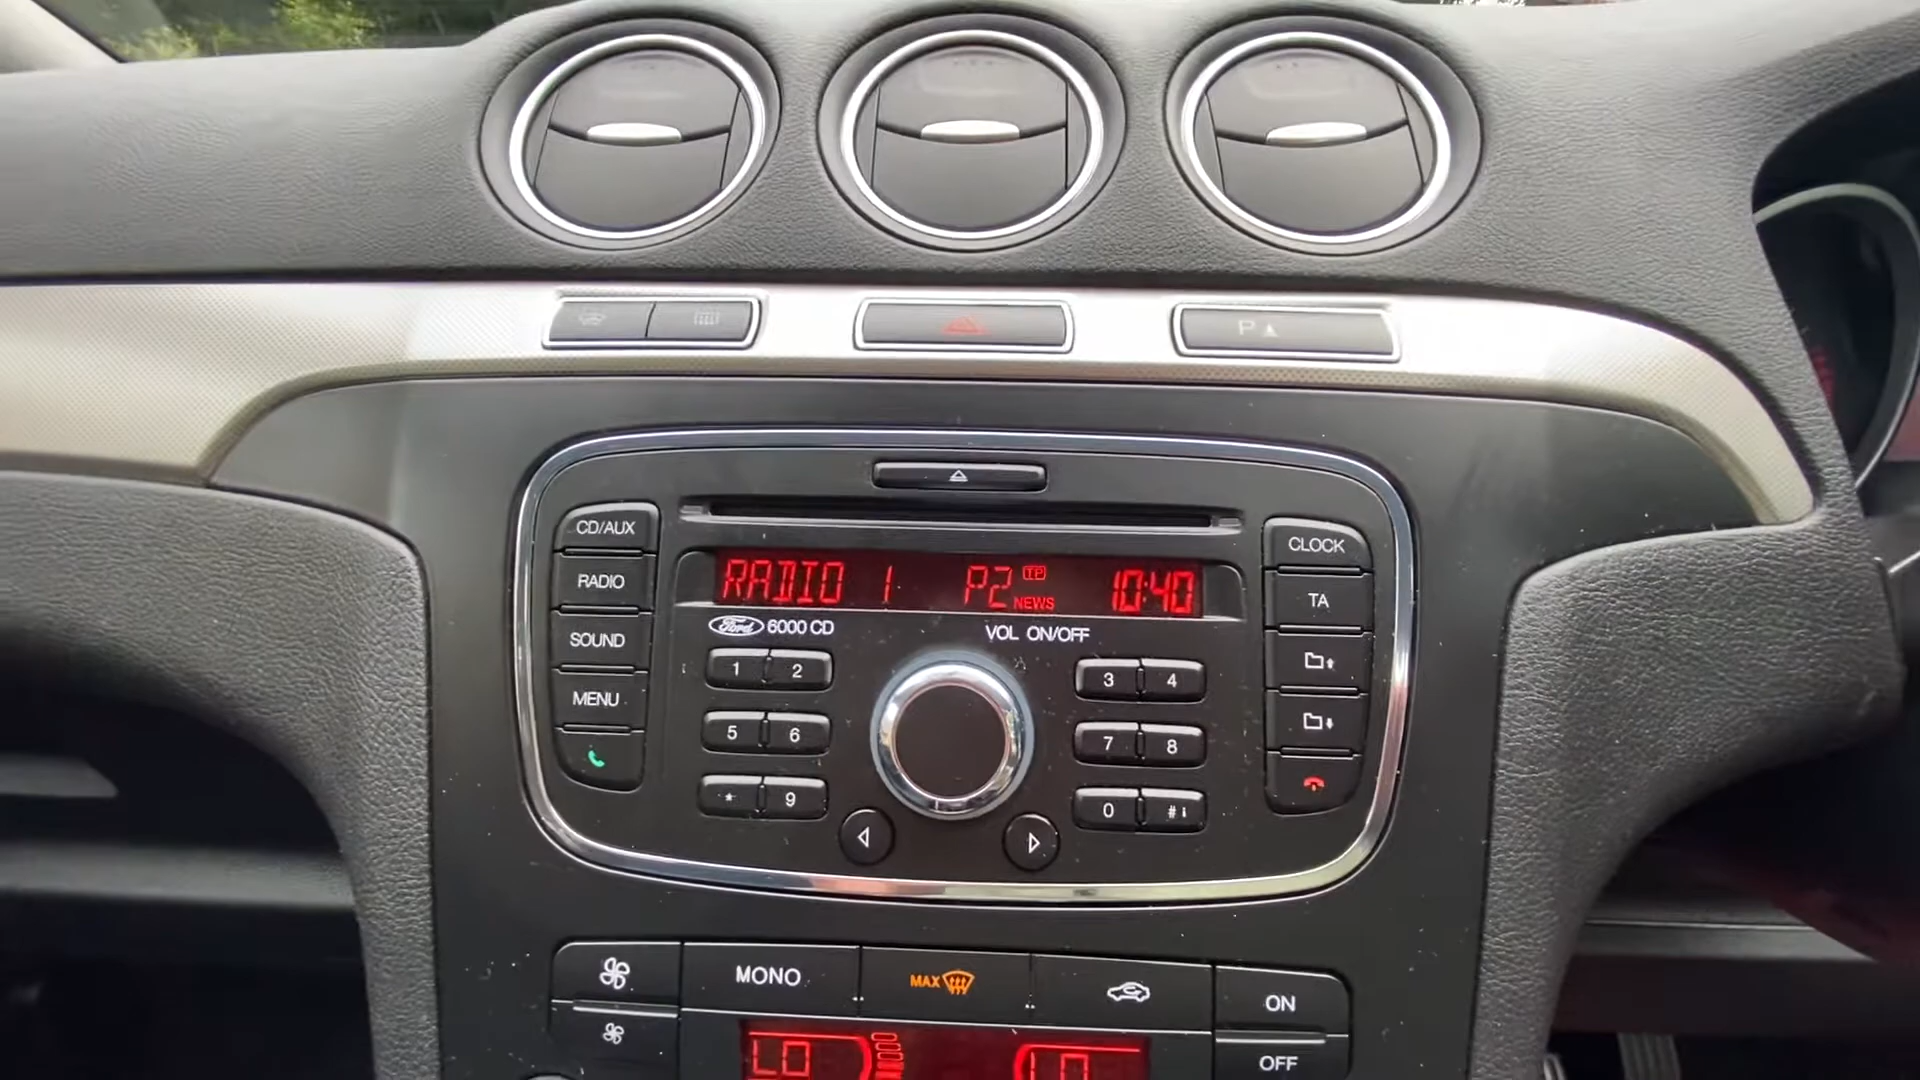 P
CD/AUX
RADIO
SOUND
MENU
RADIO 1 P2 TP NEWS 10:40
Ford 6000 CD
VOL ON/OFF
1 2
3 4
5 6
7 8
* 9
0 # i
CLOCK
TA
MONO
MAX
ON
OFF
LO
LO